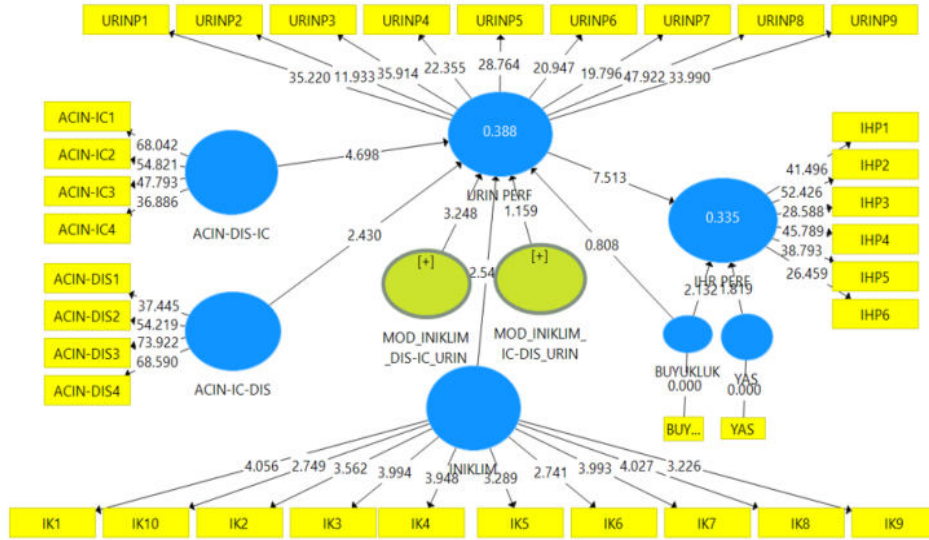 URINP1 URINP2 URINP3 URINP4 URINP5 URINP6 URINP7 URINP8 URINP9
35.220 11.933 35.914 22.355 28.764 20.947 19.796 47.922 33.990
ACIN-IC1
ACIN-IC2
ACIN-IC3
ACIN-IC4
68.042
54.821
47.793
36.886
ACIN-DIS-IC
4.698
0.388
URIN PERF
7.513
IHP1
IHP2
IHP3
IHP4
IHP5
IHP6
41.496
52.426
28.588
45.789
38.793
26.459
0.335
IHR PERF
2.430
3.248
2.54
1.159
0.808
2.132
1.819
[+]
[+]
MOD_INIKLIM
_DIS-IC_URIN
MOD_INIKLIM_
IC-DIS_URIN
ACIN-DIS1
ACIN-DIS2
ACIN-DIS3
ACIN-DIS4
37.445
54.219
73.922
68.590
ACIN-IC-DIS
BUYUKLUK
0.000
YAS
0.000
BUY...
YAS
INIKLIM
4.056 2.749 3.562 3.994 3.948 3.289 2.741 3.993 4.027 3.226
IK1 IK10 IK2 IK3 IK4 IK5 IK6 IK7 IK8 IK9